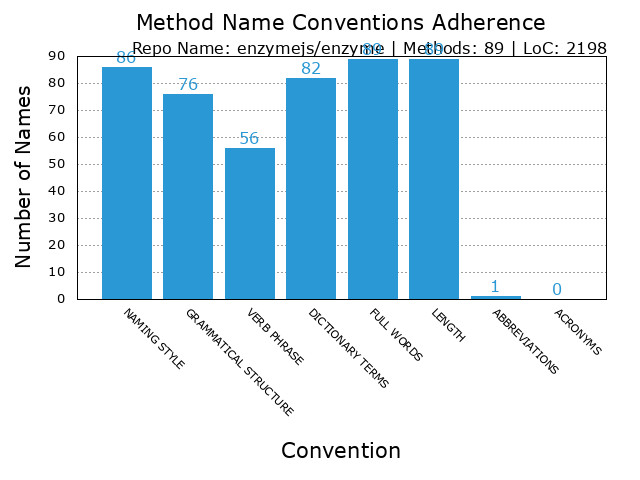 Method Name Conventions Adherence
Repo Name: enzymejs/enzyme | Methods: 89 | LoC: 2198
Number of Names
90
80
70
60
50
40
30
20
10
0
86
76
56
82
89
89
1
0
NAMING STYLE
GRAMMATICAL STRUCTURE
VERB PHRASE
DICTIONARY TERMS
FULL WORDS
LENGTH
ABBREVIATIONS
ACRONYMS
Convention